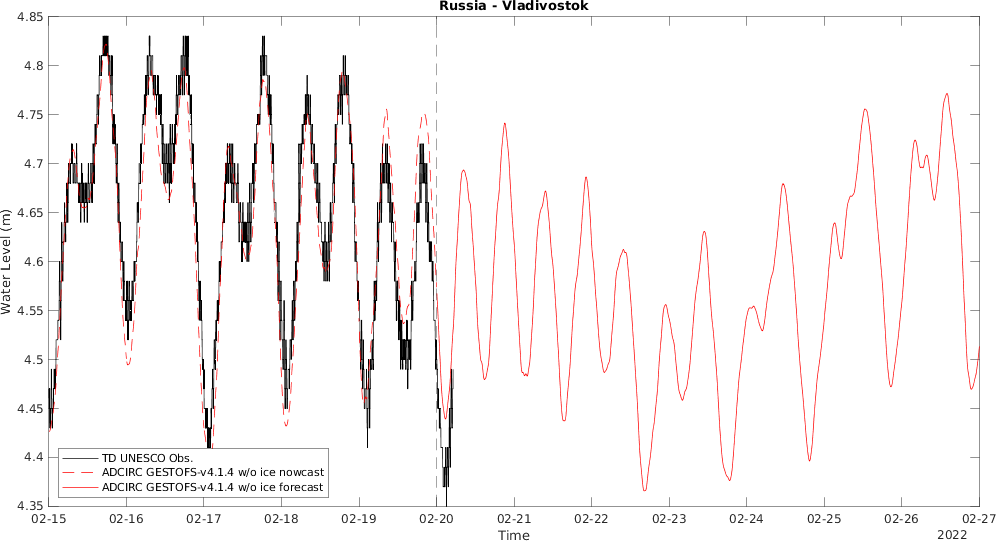 Russia - Vladivostok
4.85
4.8
4.75
4.7
4.65
4.6
4.55
4.5
4.45
4.4
4.35
Water Level (m)
TD UNESCO Obs.
ADCIRC GESTOFS-v4.1.4 w/o ice nowcast
ADCIRC GESTOFS-v4.1.4 w/o ice forecast
02-15 02-16 02-17 02-18 02-19 02-20 02-21 02-22 02-23 02-24 02-25 02-26 02-27
Time
2022